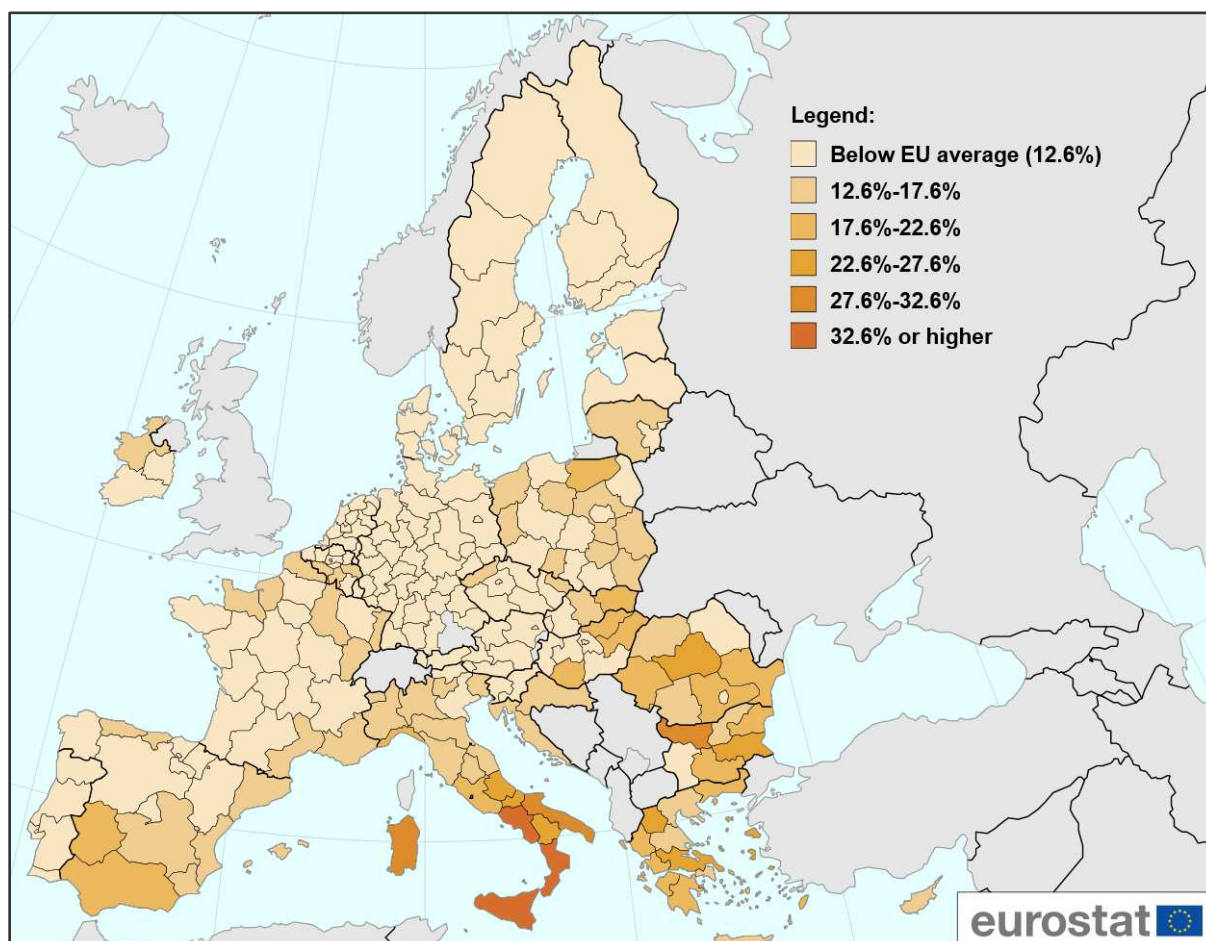 Legend:
Below EU average (12.6%)
12.6%-17.6%
17.6%-22.6%
22.6%-27.6%
27.6%-32.6%
32.6% or higher
eurostat